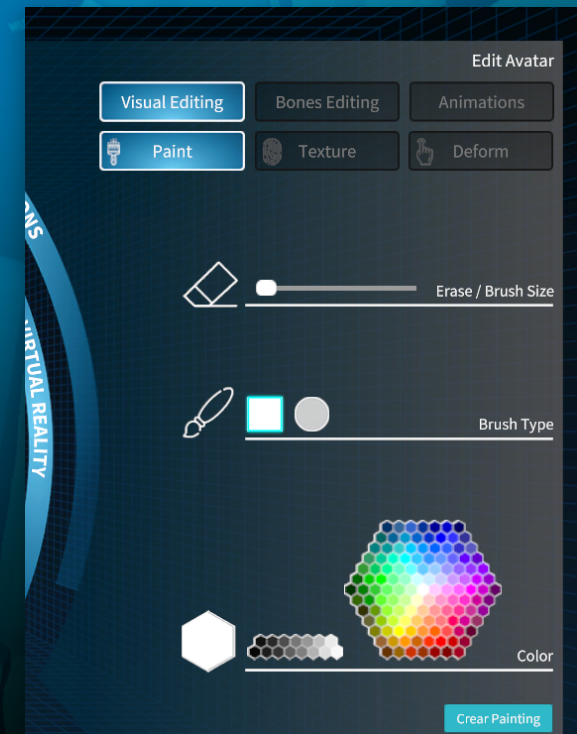 Edit Avatar
Visual Editing
Bones Editing
Animations
Paint
Texture
Deform
NS
VIRTUAL REALITY
Erase / Brush Size
Brush Type
Color
Crear Painting